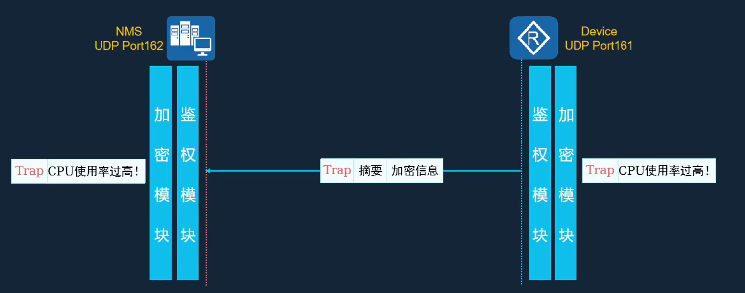 NMS
UDP Port162
R
Device
UDP Port161
加密模块
鉴权模块
鉴权模块
加密模块
Trap CPU使用率过高!
Trap 摘要 加密信息
Trap CPU使用率过高!